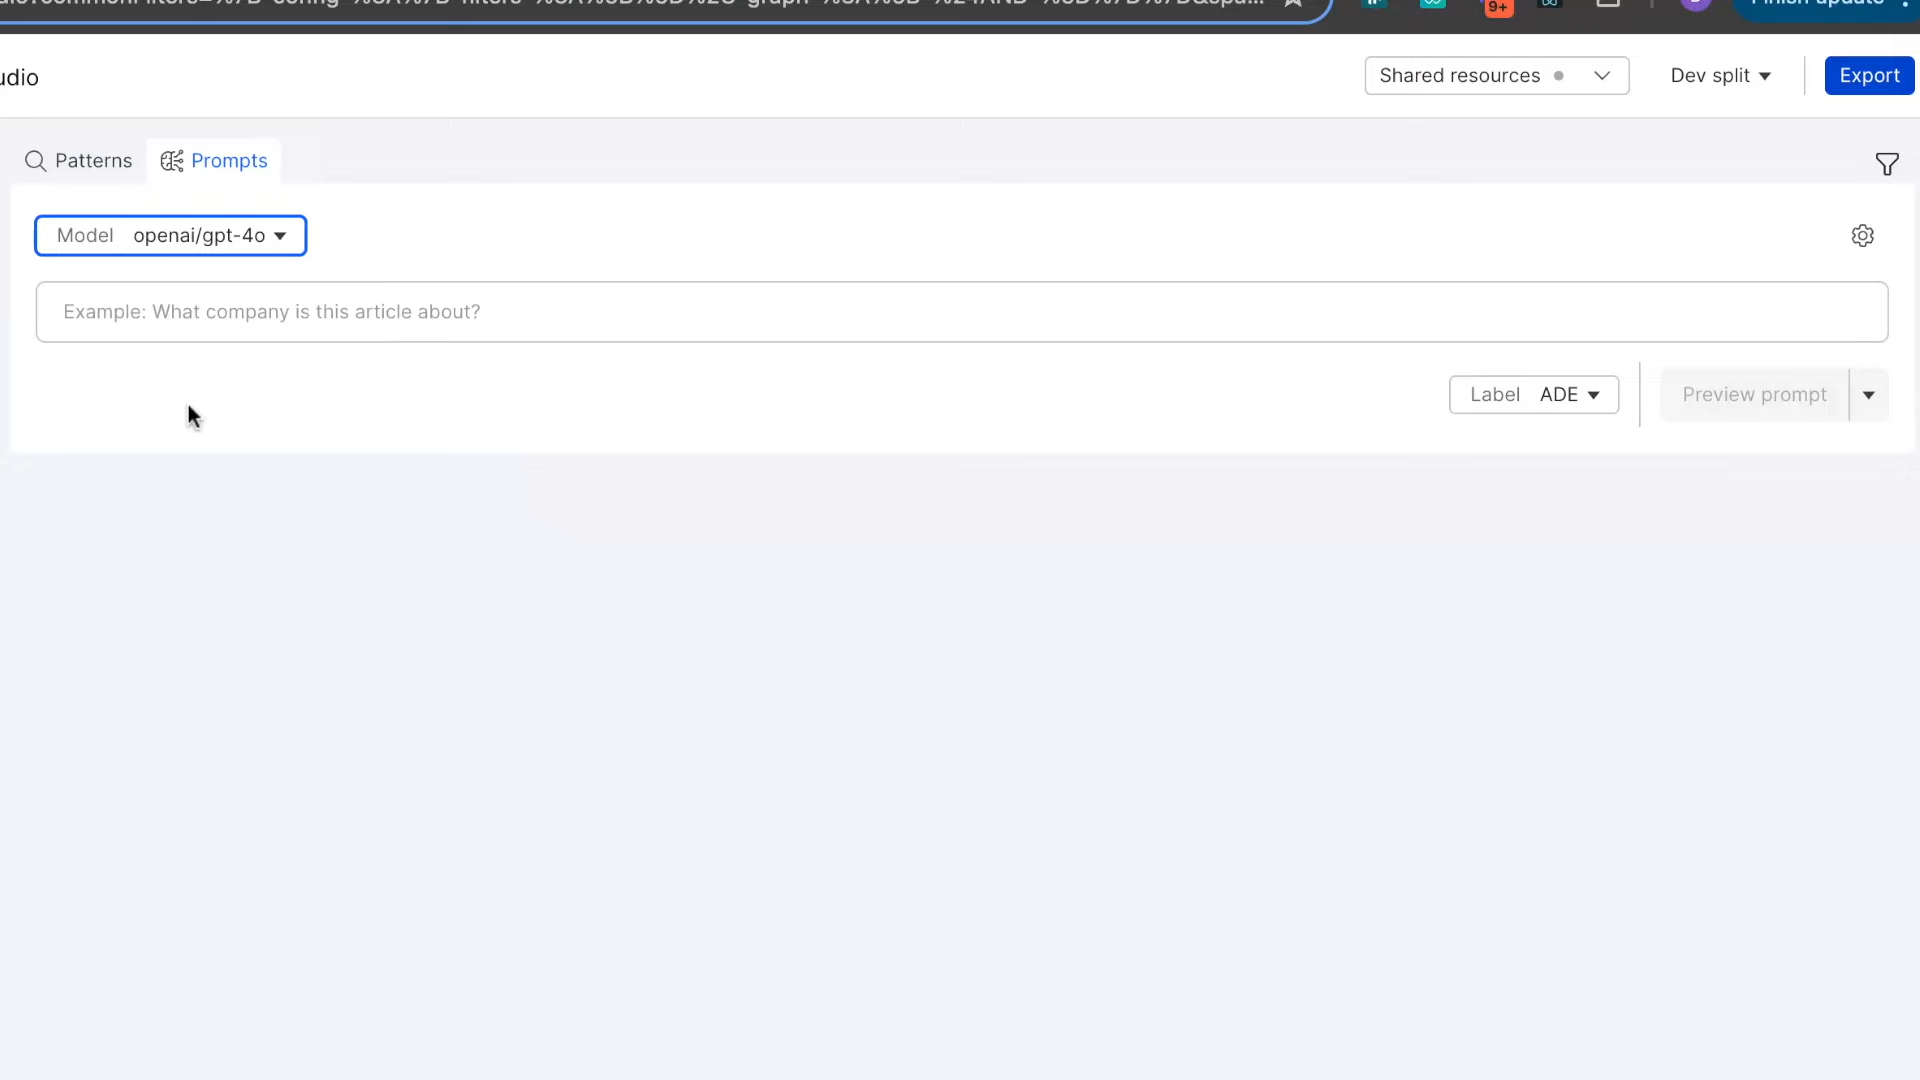 Shared resources
Dev split
Export
Patterns
Prompts
Model openai/gpt-4o
Example: What company is this article about?
Label ADE
Preview prompt
9+